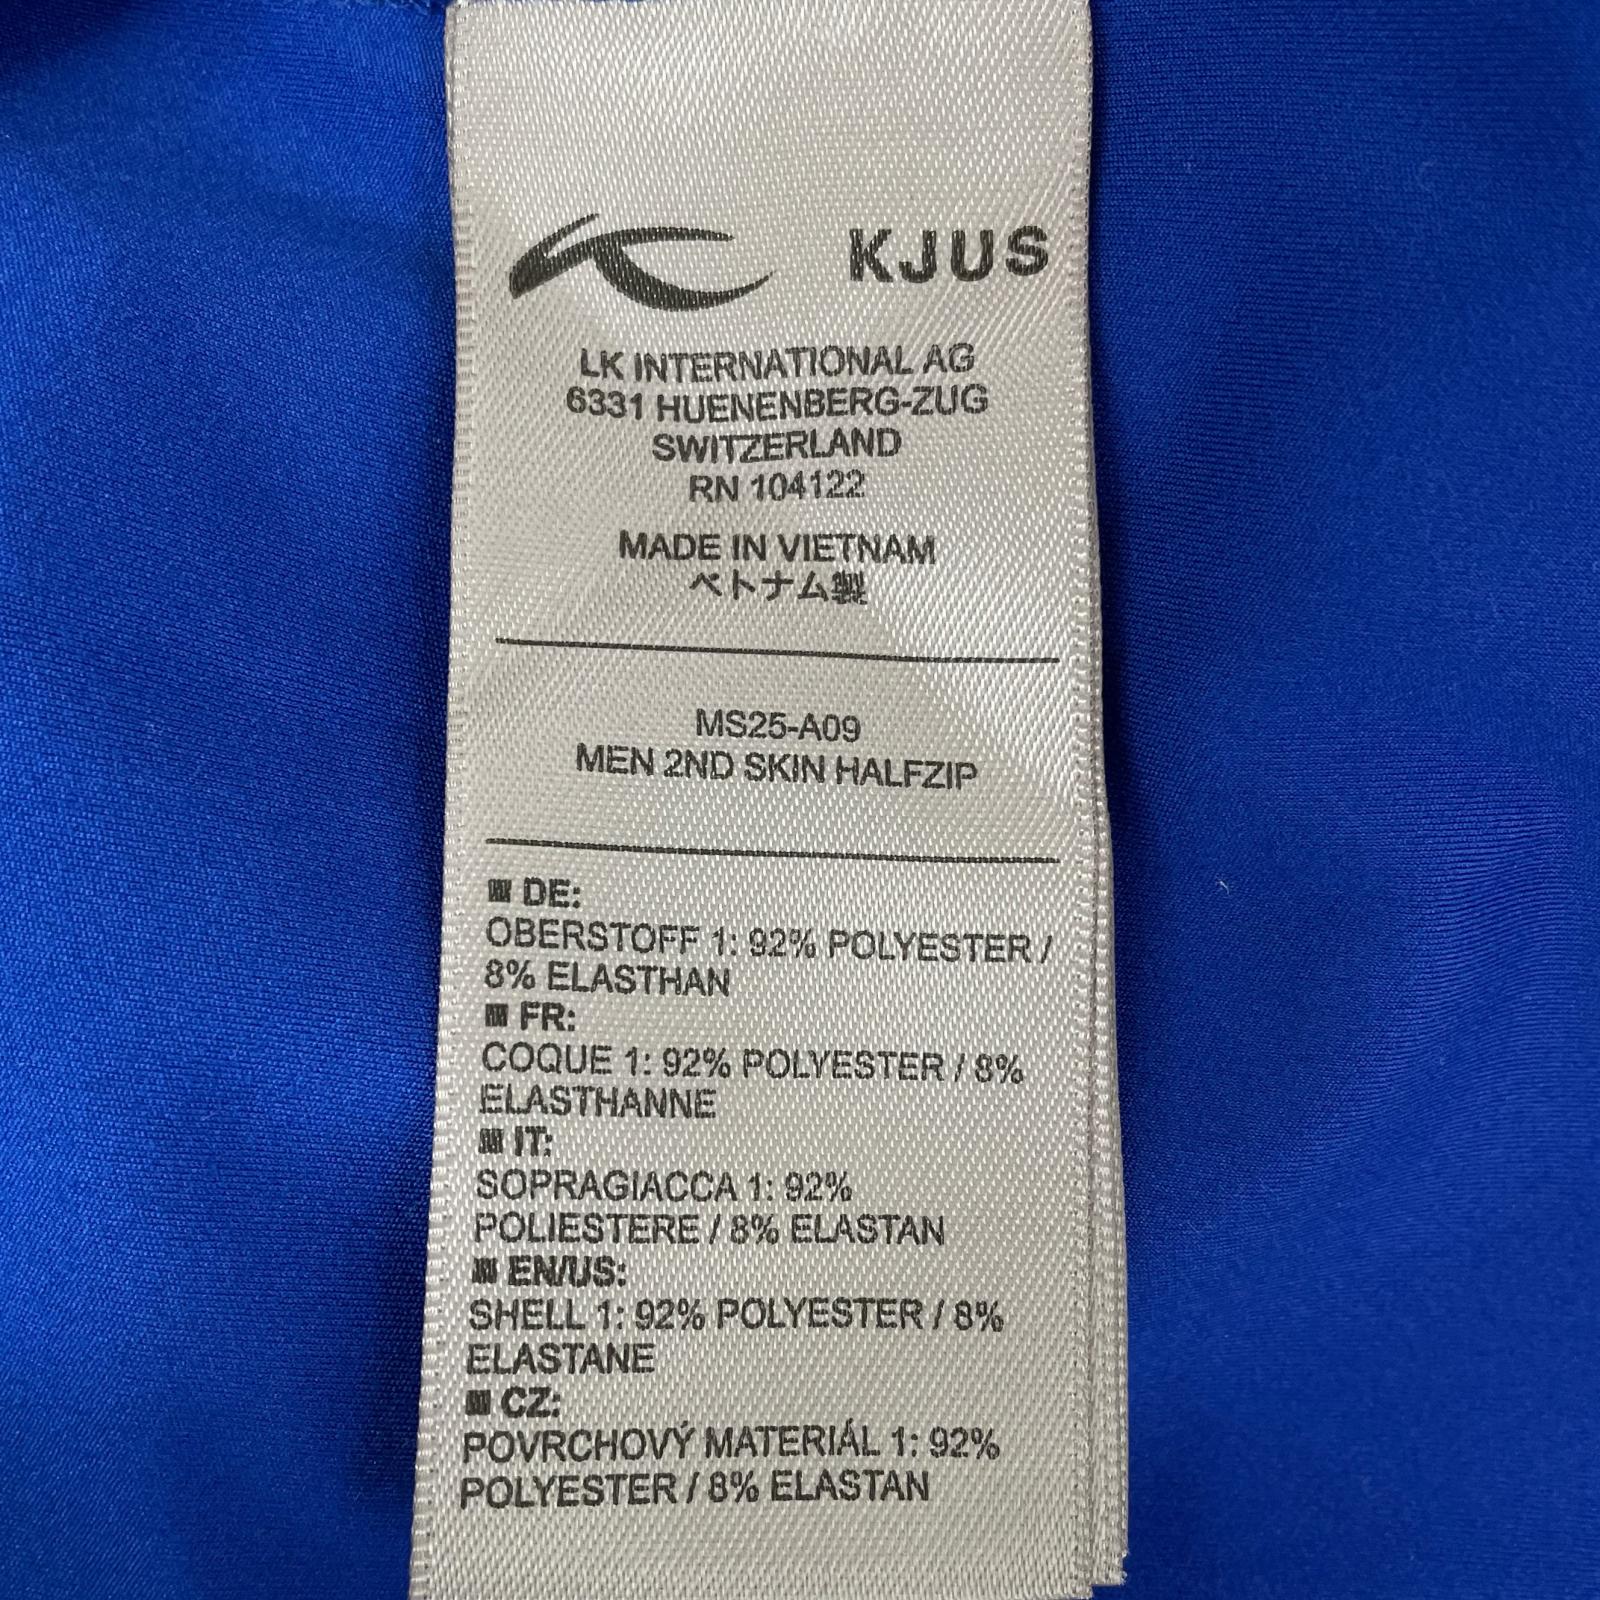 KJUS
LK INTERNATIONAL AG
6331 HUENENBERG-ZUG
SWITZERLAND
RN 104122
MADE IN VIETNAM
ベトナム製
MS25-A09
MEN 2ND SKIN HALFZIP
DE:
OBERSTOFF 1: 92% POLYESTER /
8% ELASTHAN
FR:
COQUE 1: 92% POLYESTER / 8%
ELASTHANNE
IT:
SOPRAGIACCA 1: 92%
POLIESTERE / 8% ELASTAN
EN/US:
SHELL 1: 92% POLYESTER / 8%
ELASTANE
CZ:
POVRCHOVÝ MATERIÁL 1: 92%
POLYESTER / 8% ELASTAN